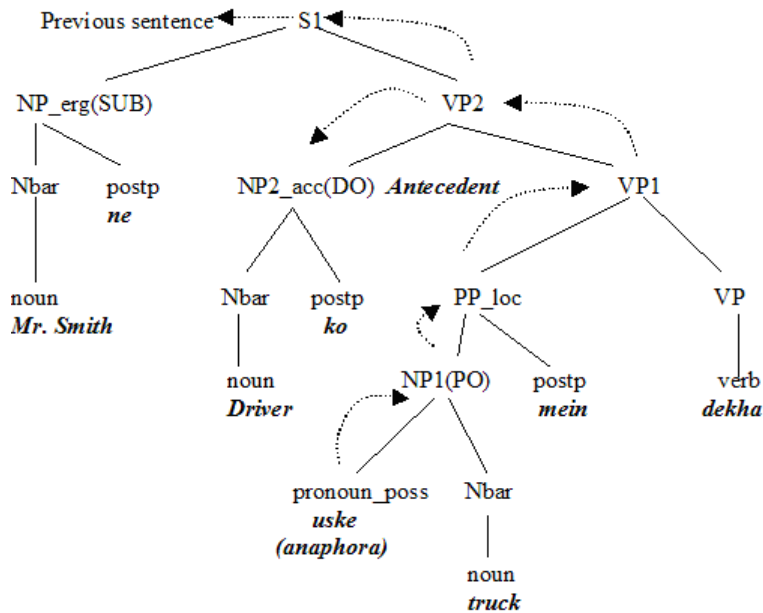 Previous sentence S1
NP_erg(SUB) VP2
Nbar postp NP2_acc(DO) Antecedent VP1
ne
noun Nbar postp PP_loc VP
Mr. Smith ko
noun NP1(PO) postp verb
Driver mein dekha
pronoun_poss Nbar
uske
(anaphora)
noun
truck